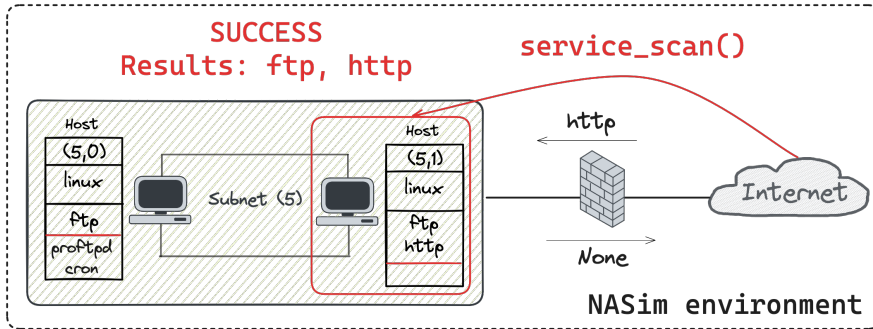 SUCCESS
Results: ftp, http
service_scan()
Host
(5,0)
linux
ftp
proftpd
cron
Subnet (5)
Host
(5,1)
linux
ftp
http
http
None
Internet
NASim environment